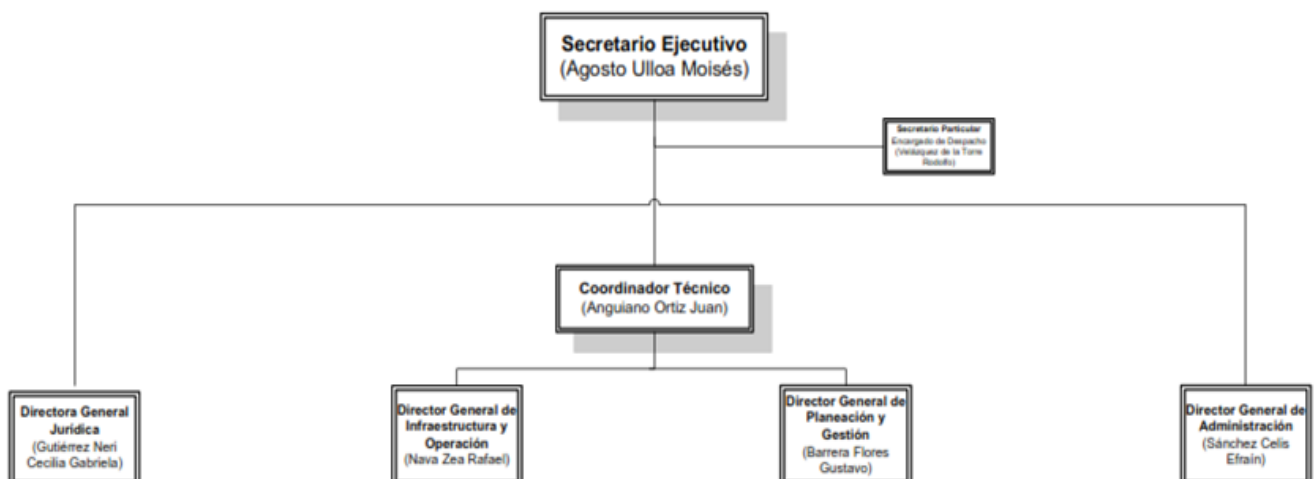 Secretario Ejecutivo
(Agosto Ulloa Moisés)
Secretario Particular
Encargado de Despacho
(Velázquez de la Torre
Rodolfo)
Coordinador Técnico
(Anguiano Ortiz Juan)
Directora General
Jurídica
(Gutiérrez Neri
Cecilia Gabriela)
Director General de
Infraestructura y
Operación
(Nava Zea Rafael)
Director General de
Planeación y
Gestión
(Barrera Flores
Gustavo)
Director General de
Administración
(Sánchez Celis
Efraín)